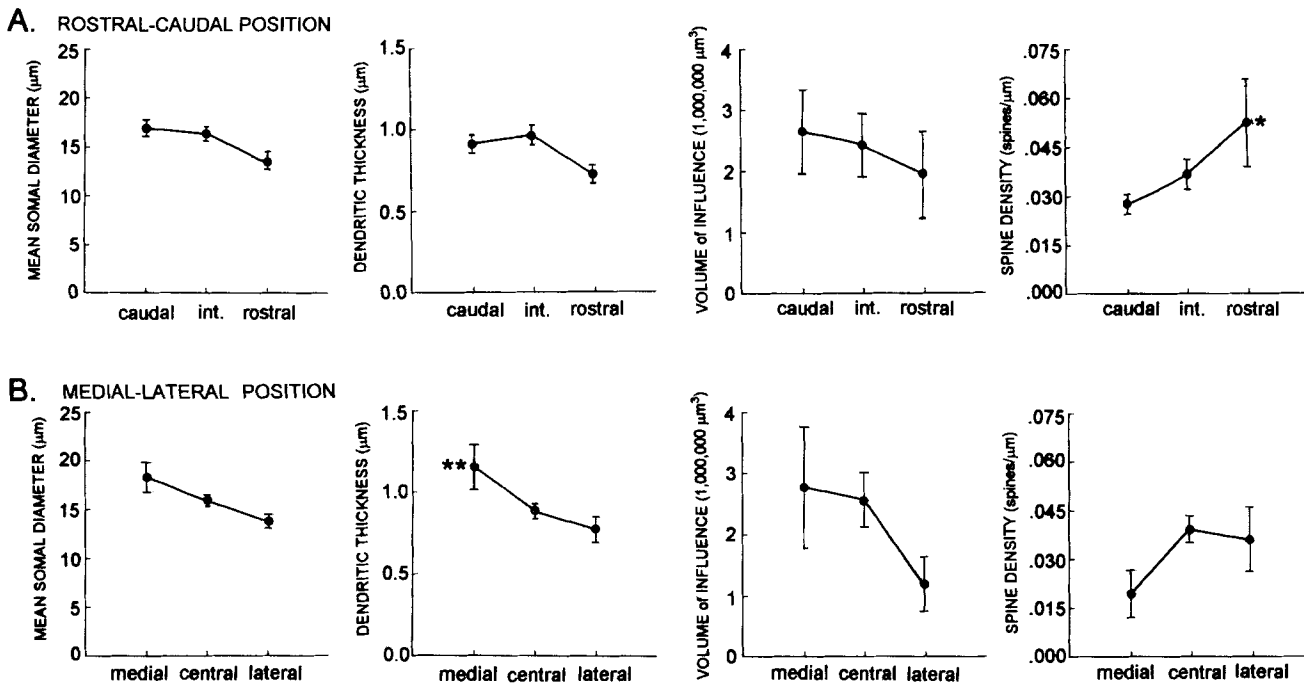 A. ROSTRAL-CAUDAL POSITION
MEAN SOMAL DIAMETER (μm)
25
20
15
10
5
0
caudal int. rostral
DENDRITIC THICKNESS (μm)
1.5
1.0
0.5
0.0
caudal int. rostral
VOLUME of INFLUENCE (1,000,000 μm³)
4
3
2
1
0
caudal int. rostral
SPINE DENSITY (spines/μm)
.075
.060
.045
.030
.015
.000
*
caudal int. rostral
B. MEDIAL-LATERAL POSITION
MEAN SOMAL DIAMETER (μm)
25
20
15
10
5
0
medial central lateral
DENDRITIC THICKNESS (μm)
1.5
1.0
0.5
0.0
**
medial central lateral
VOLUME of INFLUENCE (1,000,000 μm³)
4
3
2
1
0
medial central lateral
SPINE DENSITY (spines/μm)
.075
.060
.045
.030
.015
.000
medial central lateral